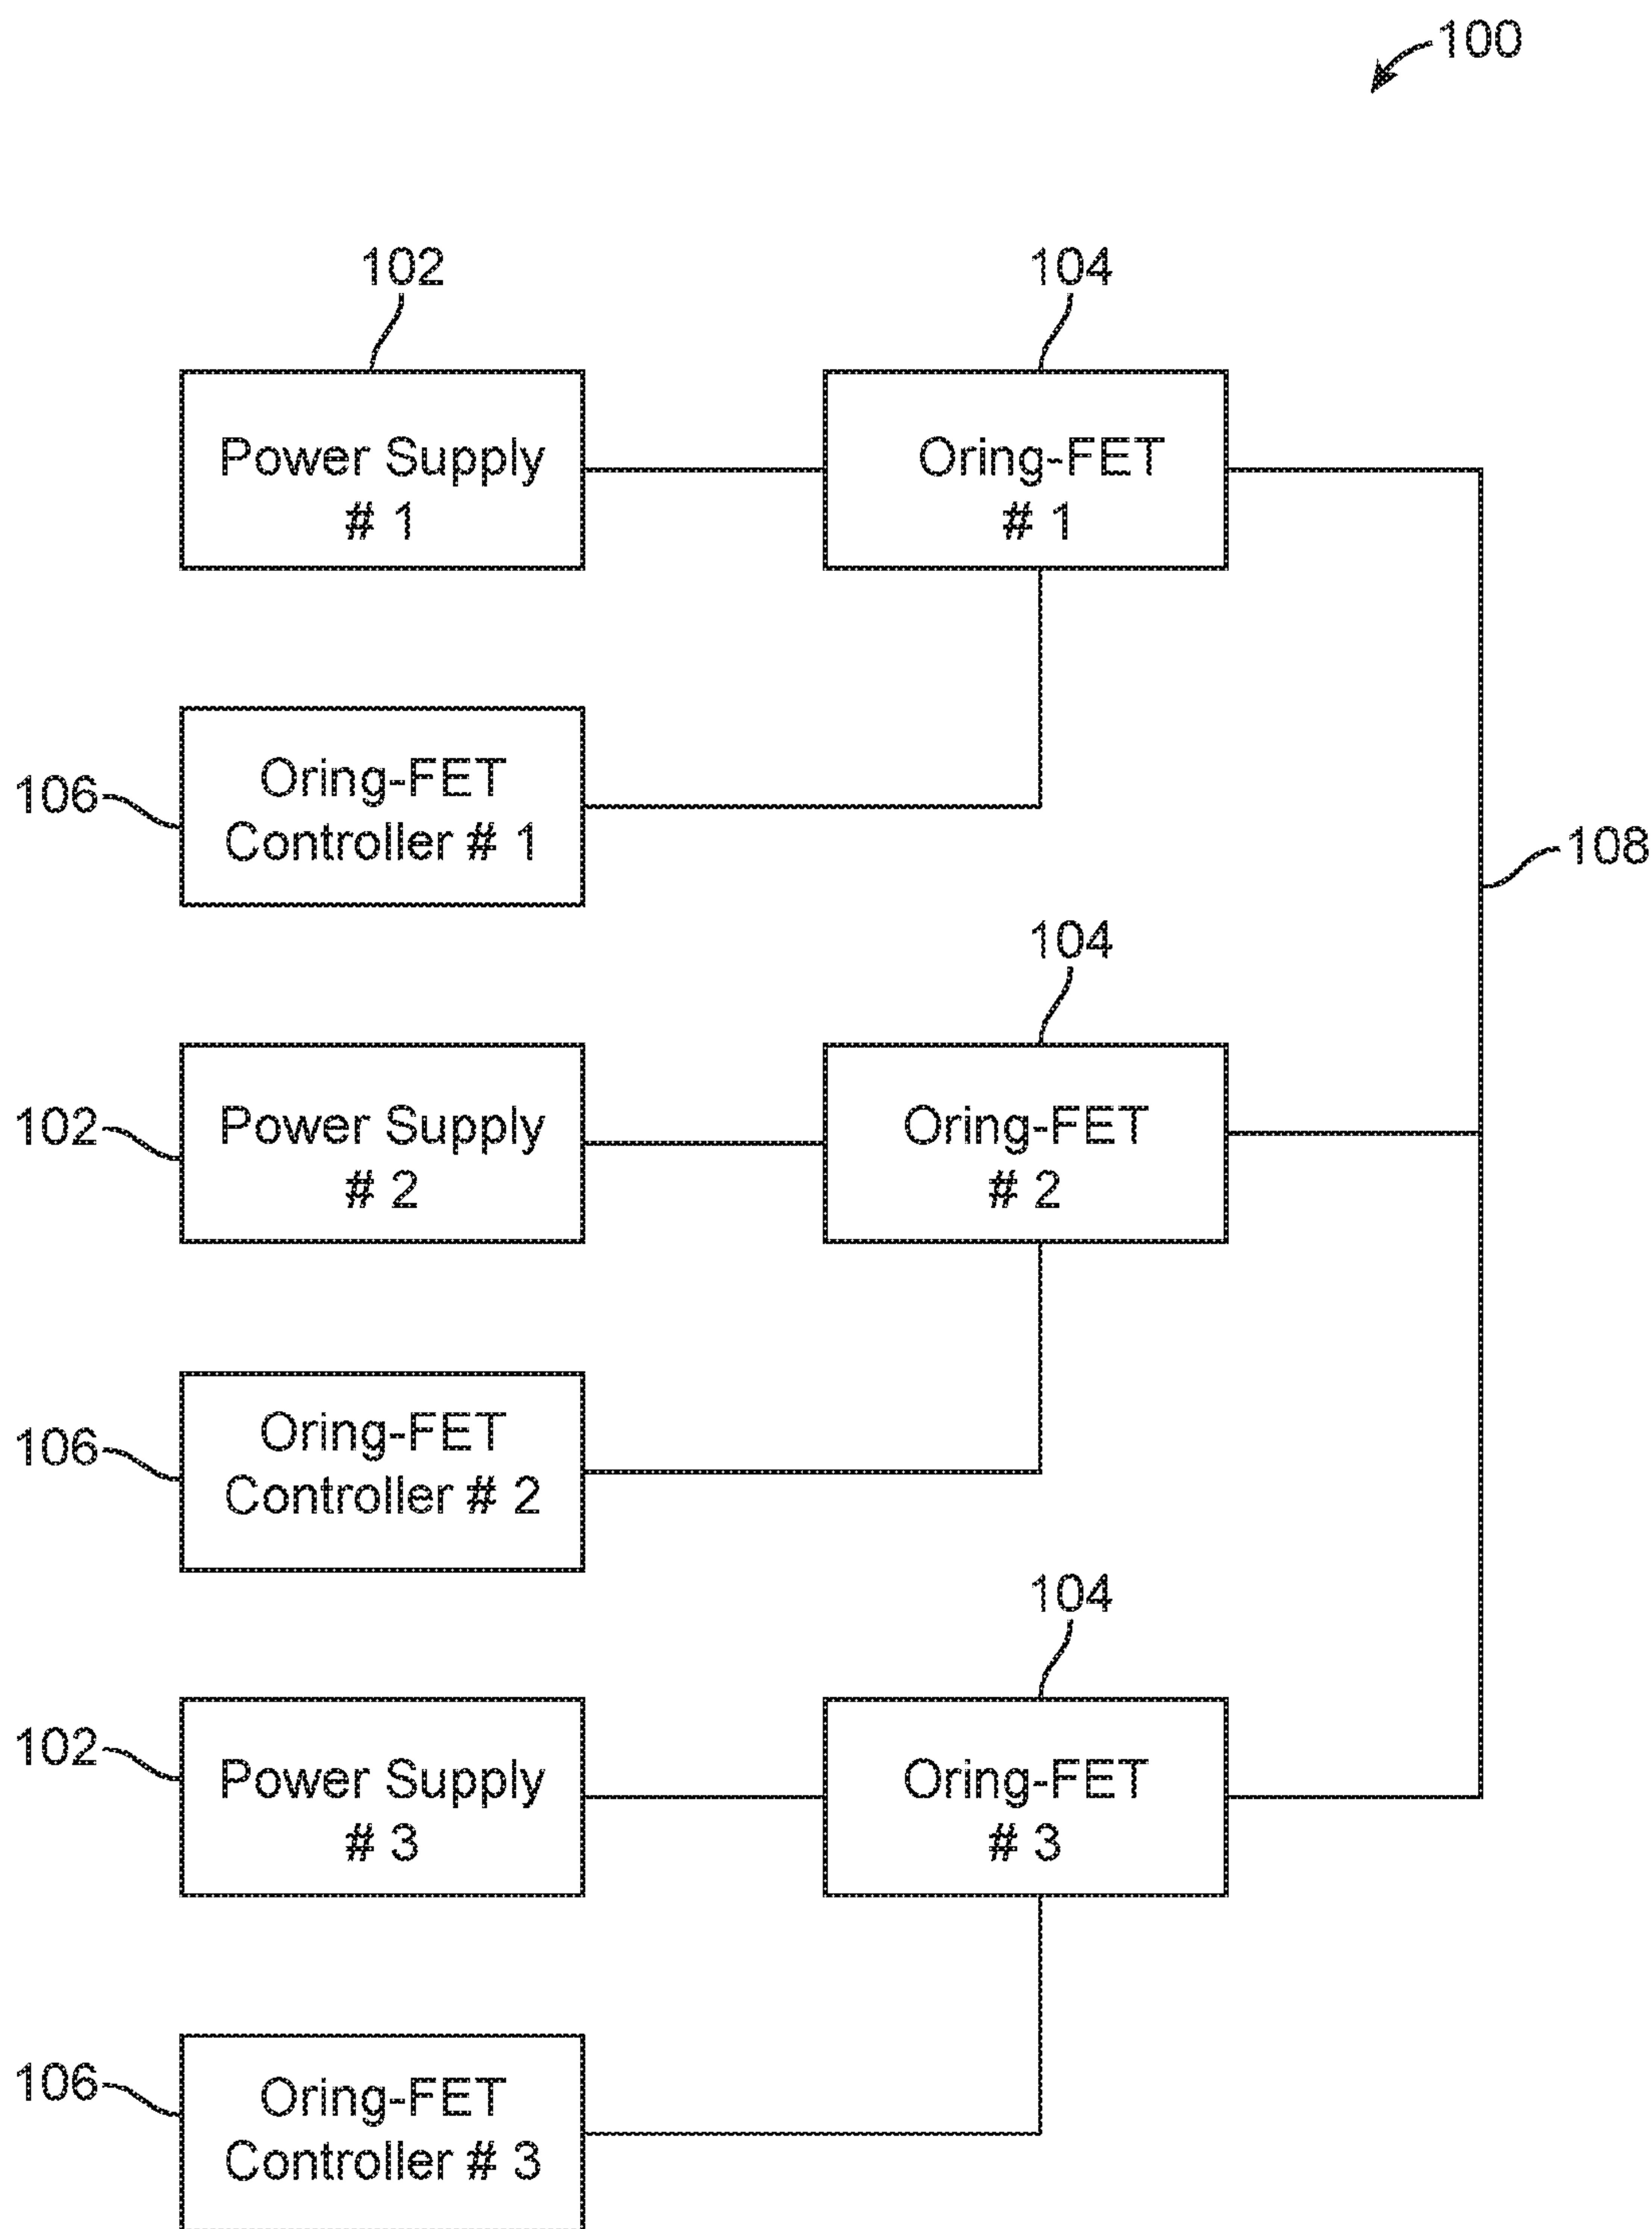 100
102
104
Power Supply
# 1
Oring-FET
# 1
106
Oring-FET
Controller # 1
108
104
102
Power Supply
# 2
Oring-FET
# 2
106
Oring-FET
Controller # 2
104
102
Power Supply
# 3
Oring-FET
# 3
106
Oring-FET
Controller # 3